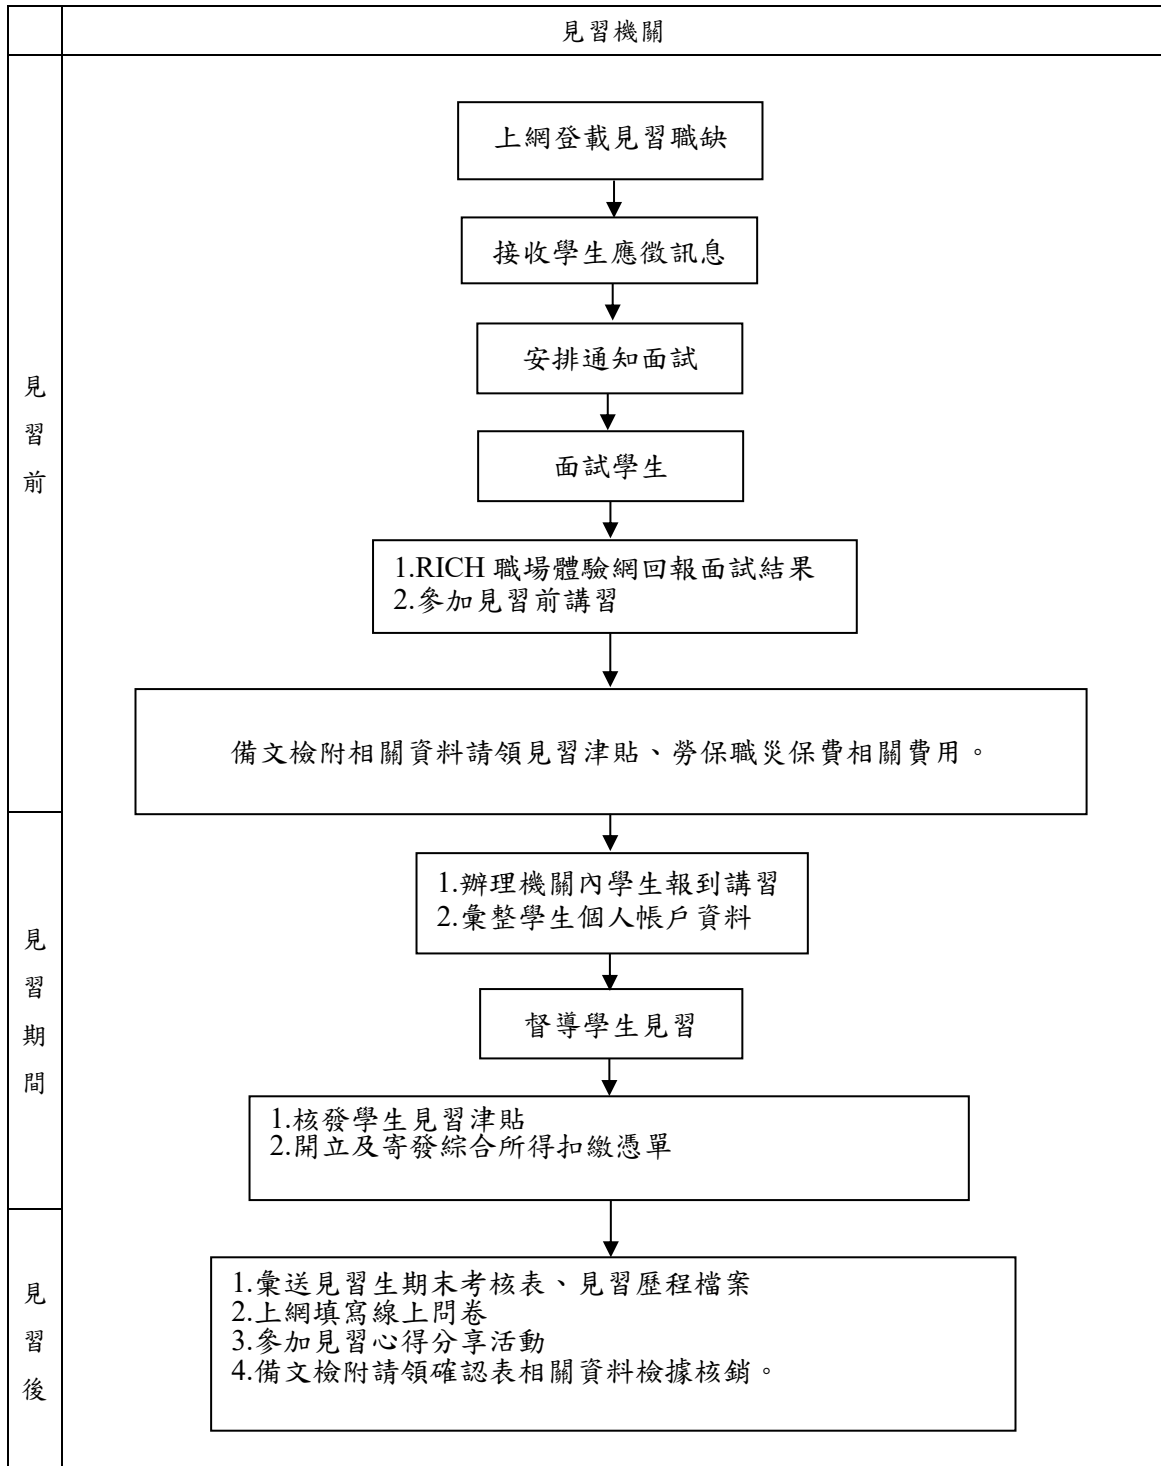 見習機關
見習前
上網登載見習職缺
接收學生應徵訊息
安排通知面試
面試學生
1.RICH 職場體驗網回報面試結果
2.參加見習前講習
備文檢附相關資料請領見習津貼、勞保職災保費相關費用。
見習期間
1.辦理機關內學生報到講習
2.彙整學生個人帳戶資料
督導學生見習
1.核發學生見習津貼
2.開立及寄發綜合所得扣繳憑單
見習後
1.彙送見習生期末考核表、見習歷程檔案
2.上網填寫線上問卷
3.參加見習心得分享活動
4.備文檢附請領確認表相關資料檢據核銷。